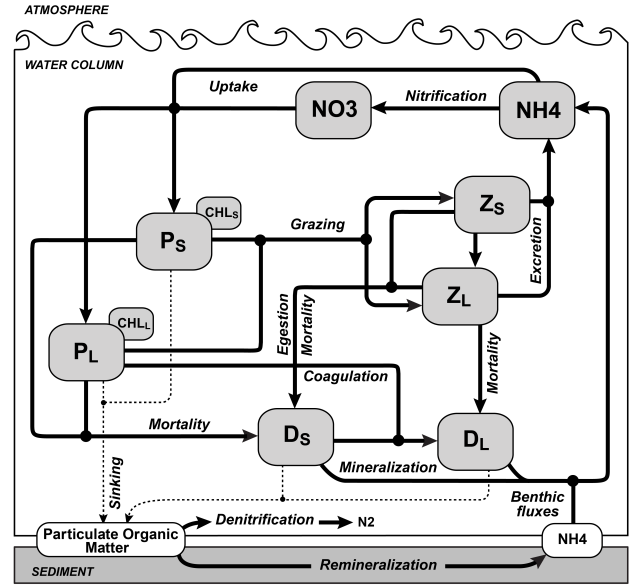 ATMOSPHERE
WATER COLUMN
Uptake
NO3
Nitrification
NH4
CHLS
PS
Grazing
ZS
Excretion
ZL
Egestion
Mortality
CHLL
PL
Coagulation
Mortality
Mortality
DS
DL
Mineralization
Sinking
Benthic
fluxes
Particulate Organic
Matter
Denitrification
N2
NH4
Remineralization
SEDIMENT